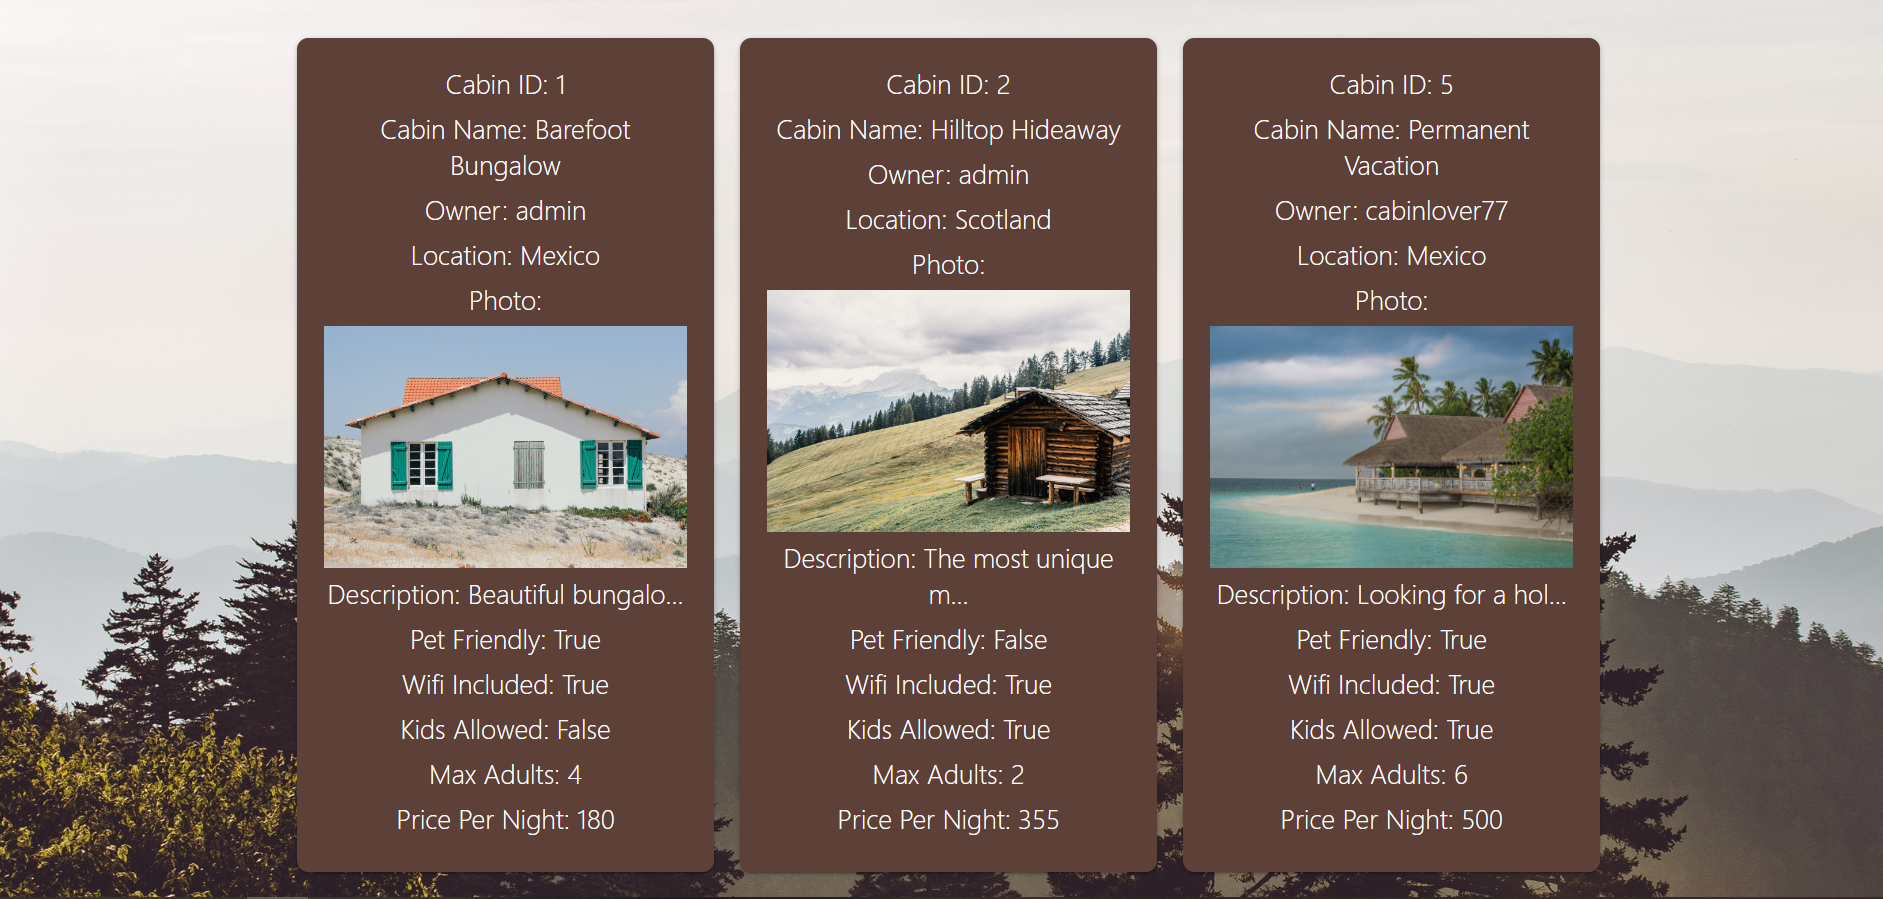 Cabin ID: 1
Cabin Name: Barefoot
Bungalow
Owner: admin
Location: Mexico
Photo:
Description: Beautiful bungalo...
Pet Friendly: True
Wifi Included: True
Kids Allowed: False
Max Adults: 4
Price Per Night: 180
Cabin ID: 2
Cabin Name: Hilltop Hideaway
Owner: admin
Location: Scotland
Photo:
Description: The most unique
m...
Pet Friendly: False
Wifi Included: True
Kids Allowed: True
Max Adults: 2
Price Per Night: 355
Cabin ID: 5
Cabin Name: Permanent
Vacation
Owner: cabinlover77
Location: Mexico
Photo:
Description: Looking for a hol...
Pet Friendly: True
Wifi Included: True
Kids Allowed: True
Max Adults: 6
Price Per Night: 500